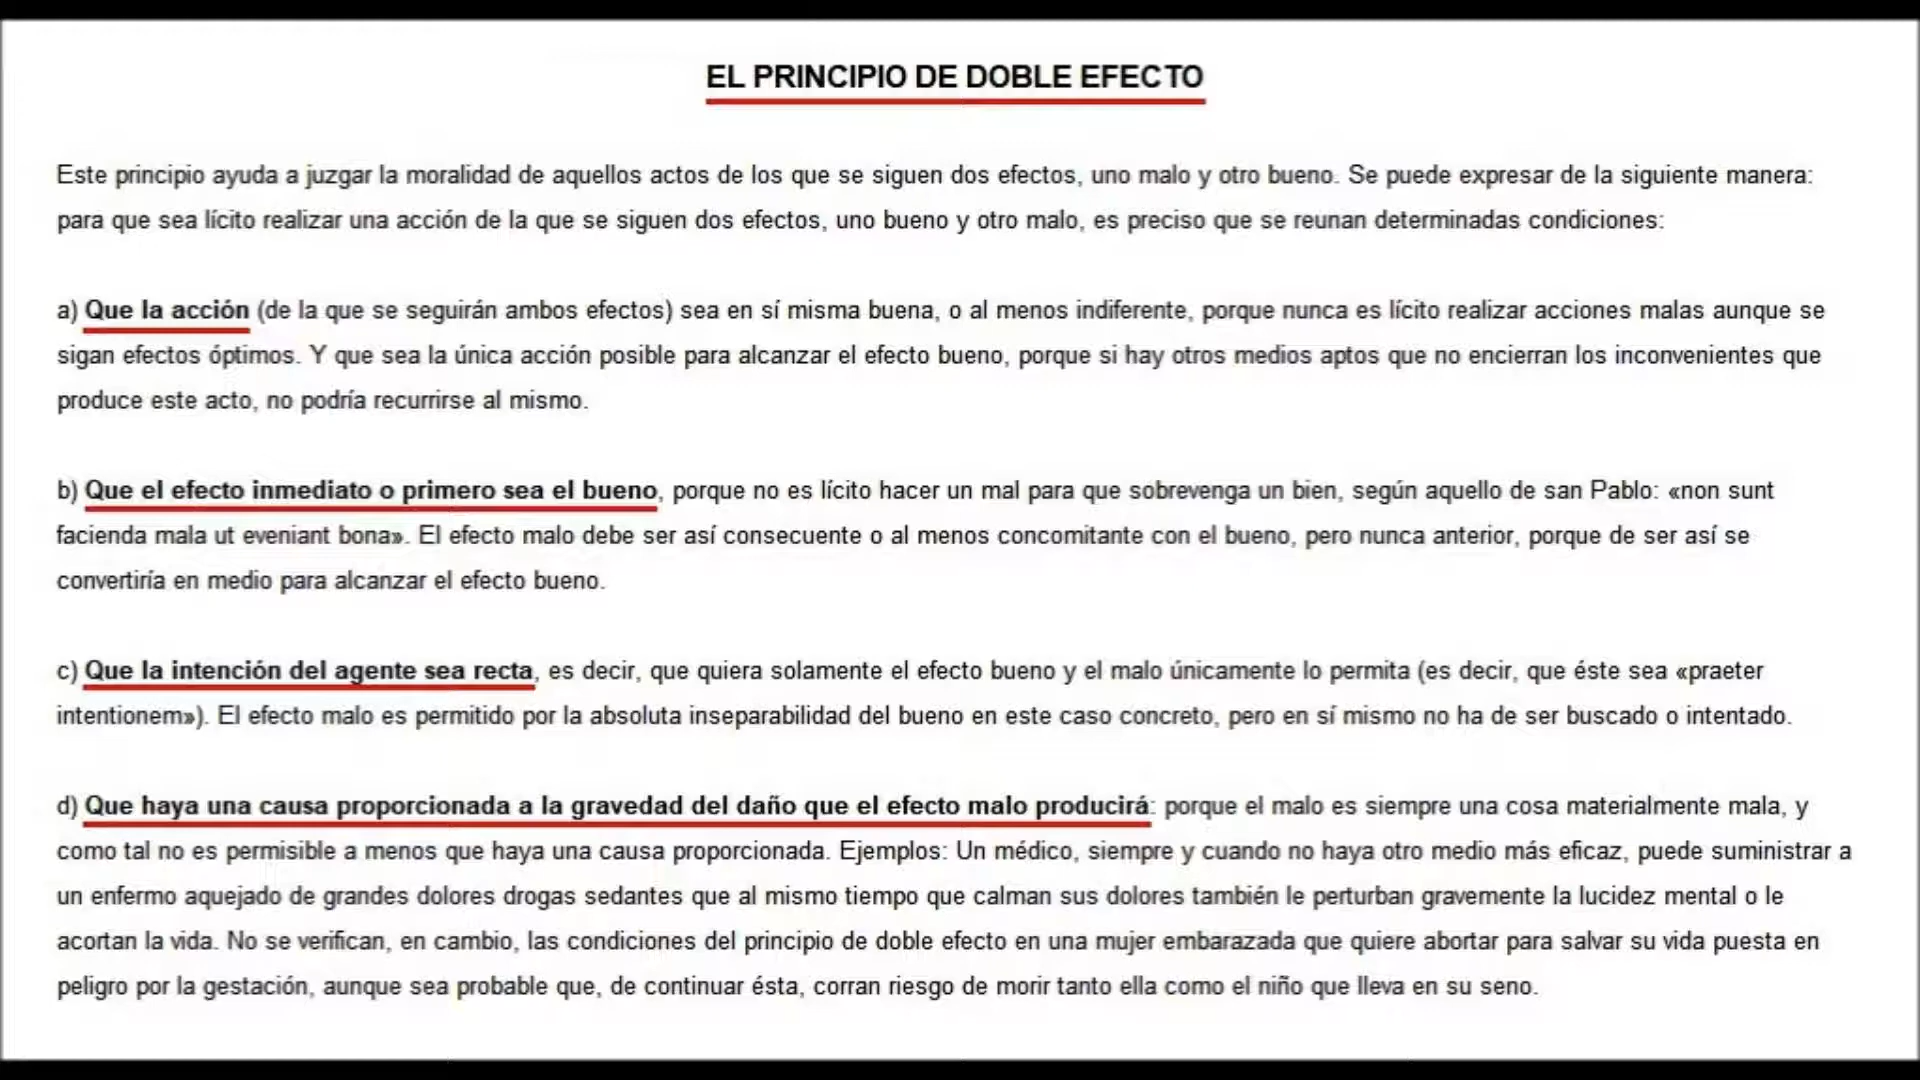 EL PRINCIPIO DE DOBLE EFECTO
Este principio ayuda a juzgar la moralidad de aquellos actos de los que se siguen dos efectos, uno malo y otro bueno. Se puede expresar de la siguiente manera:
para que sea lícito realizar una acción de la que se siguen dos efectos, uno bueno y otro malo, es preciso que se reunan determinadas condiciones:
a) Que la acción (de la que se seguirán ambos efectos) sea en sí misma buena, o al menos indiferente, porque nunca es lícito realizar acciones malas aunque se
sigan efectos óptimos. Y que sea la única acción posible para alcanzar el efecto bueno, porque si hay otros medios aptos que no encierran los inconvenientes que
produce este acto, no podría recurrirse al mismo.
b) Que el efecto inmediato o primero sea el bueno, porque no es lícito hacer un mal para que sobrevenga un bien, según aquello de san Pablo: «non sunt
facienda mala ut eveniant bona». El efecto malo debe ser así consecuente o al menos concomitante con el bueno, pero nunca anterior, porque de ser así se
convertiría en medio para alcanzar el efecto bueno.
c) Que la intención del agente sea recta, es decir, que quiera solamente el efecto bueno y el malo únicamente lo permita (es decir, que éste sea «praeter
intentionem»). El efecto malo es permitido por la absoluta inseparabilidad del bueno en este caso concreto, pero en sí mismo no ha de ser buscado o intentado.
d) Que haya una causa proporcionada a la gravedad del daño que el efecto malo producirá: porque el malo es siempre una cosa materialmente mala, y
como tal no es permisible a menos que haya una causa proporcionada. Ejemplos: Un médico, siempre y cuando no haya otro medio más eficaz, puede suministrar a
un enfermo aquejado de grandes dolores drogas sedantes que al mismo tiempo que calman sus dolores también le perturban gravemente la lucidez mental o le
acortan la vida. No se verifican, en cambio, las condiciones del principio de doble efecto en una mujer embarazada que quiere abortar para salvar su vida puesta en
peligro por la gestación, aunque sea probable que, de continuar ésta, corran riesgo de morir tanto ella como el niño que lleva en su seno.